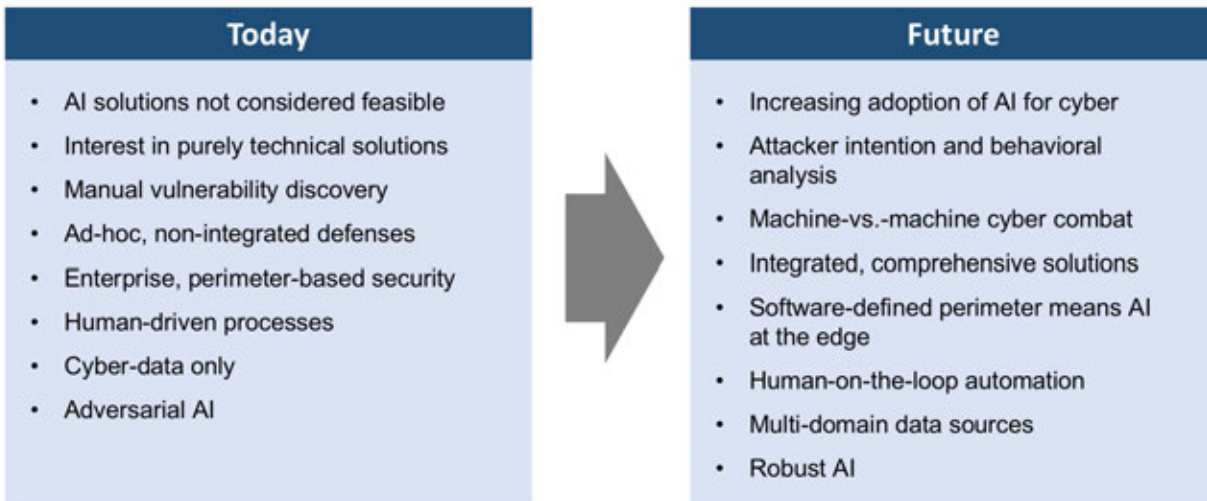 Today
• AI solutions not considered feasible
• Interest in purely technical solutions
• Manual vulnerability discovery
• Ad-hoc, non-integrated defenses
• Enterprise, perimeter-based security
• Human-driven processes
• Cyber-data only
• Adversarial AI
Future
• Increasing adoption of AI for cyber
• Attacker intention and behavioral
analysis
• Machine-vs.-machine cyber combat
• Integrated, comprehensive solutions
• Software-defined perimeter means AI
at the edge
• Human-on-the-loop automation
• Multi-domain data sources
• Robust AI